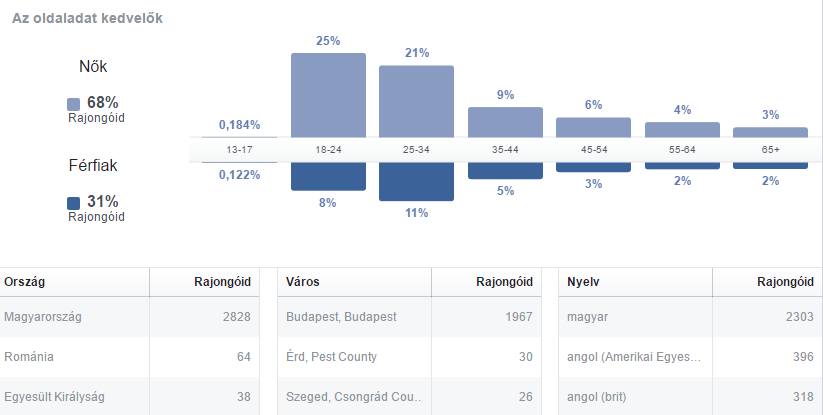 Az oldaladat kedvelők
Nők
68%
Rajongóid
25% 21% 9% 6% 4% 3%
0,184%
13-17 18-24 25-34 35-44 45-54 55-64 65+
0,122%
8% 11% 5% 3% 2% 2%
Férfiak
31%
Rajongóid
Ország Rajongóid Város Rajongóid Nyelv Rajongóid
Magyarország 2828 Budapest, Budapest 1967 magyar 2303
Románia 64 Érd, Pest County 30 angol (Amerikai Egyes… 396
Egyesült Királyság 38 Szeged, Csongrád Cou… 26 angol (brit) 318